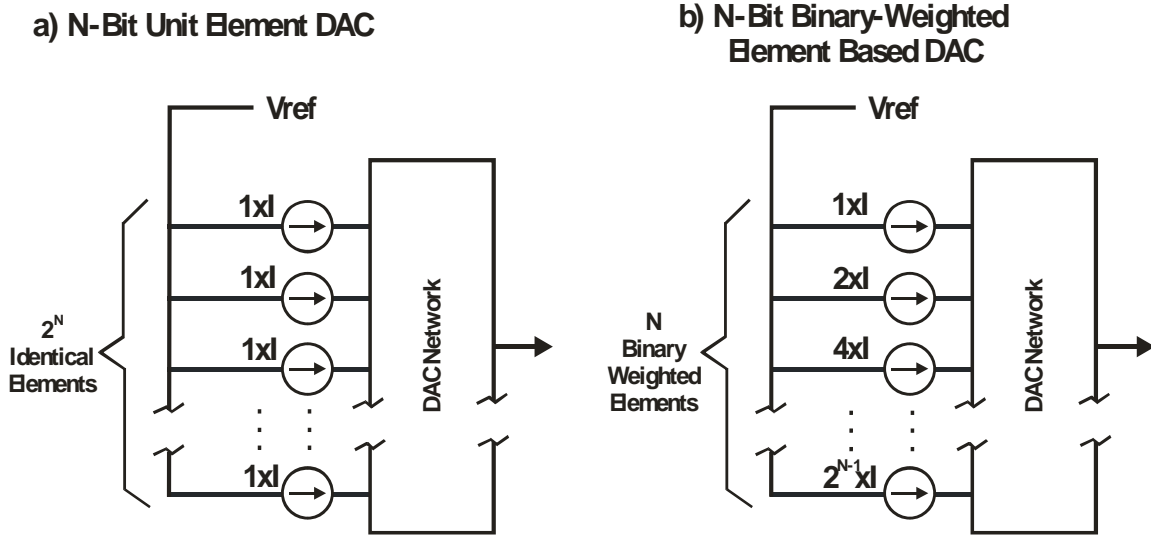 a) N-Bit Unit Element DAC
Vref
1xI
1xI
1xI
1xI
2^N
Identical
Elements
DAC Network
b) N-Bit Binary-Weighted
Element Based DAC
Vref
1xI
2xI
4xI
2^N-1xI
N
Binary
Weighted
Elements
DAC Network